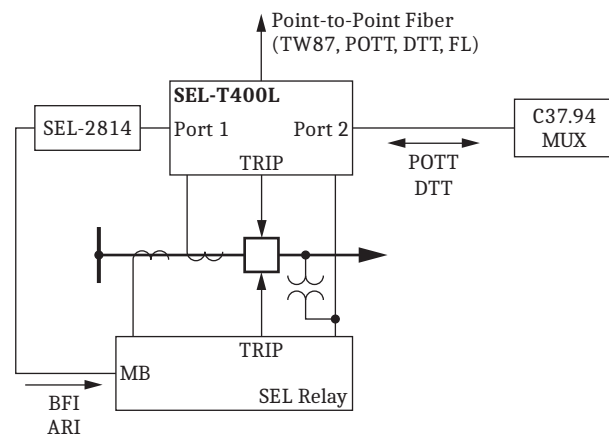 Point-to-Point Fiber
(TW87, POTT, DTT, FL)
SEL-T400L
SEL-2814
Port 1
Port 2
C37.94
MUX
TRIP
POTT
DTT
TRIP
MB
SEL Relay
BFI
ARI